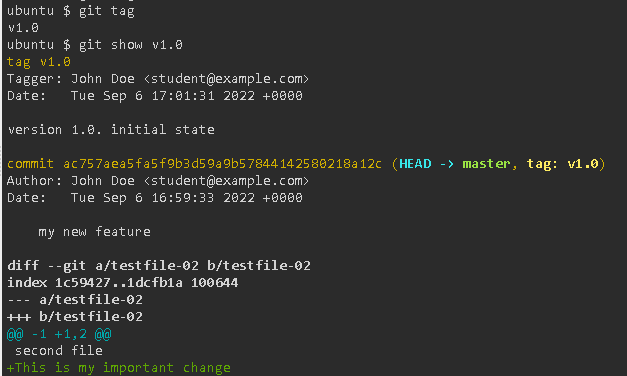 ubuntu $ git tag
v1.0
ubuntu $ git show v1.0
tag v1.0
Tagger: John Doe <student@example.com>
Date:   Tue Sep 6 17:01:31 2022 +0000

version 1.0. initial state

commit ac757aea5fa5f9b3d59a9b57844142580218a12c (HEAD -> master, tag: v1.0)
Author: John Doe <student@example.com>
Date:   Tue Sep 6 16:59:33 2022 +0000

    my new feature

diff --git a/testfile-02 b/testfile-02
index 1c59427..1dcfb1a 100644
--- a/testfile-02
+++ b/testfile-02
@@ -1 +1,2 @@
 second file
+This is my important change